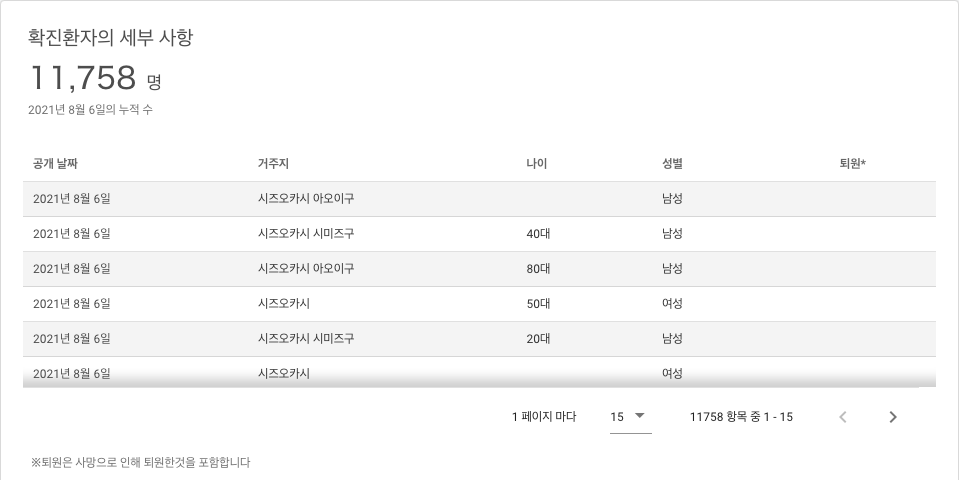 확진환자의 세부 사항
11,758 명
2021년 8월 6일의 누적 수
공개 날짜 거주지 나이 성별 퇴원*
2021년 8월 6일 시즈오카시 아오이구 남성
2021년 8월 6일 시즈오카시 시미즈구 40대 남성
2021년 8월 6일 시즈오카시 아오이구 80대 남성
2021년 8월 6일 시즈오카시 50대 여성
2021년 8월 6일 시즈오카시 시미즈구 20대 남성
2021년 8월 6일 시즈오카시 여성
1 페이지 마다 15 11758 항목 중 1 - 15
※퇴원은 사망으로 인해 퇴원한것을 포함합니다